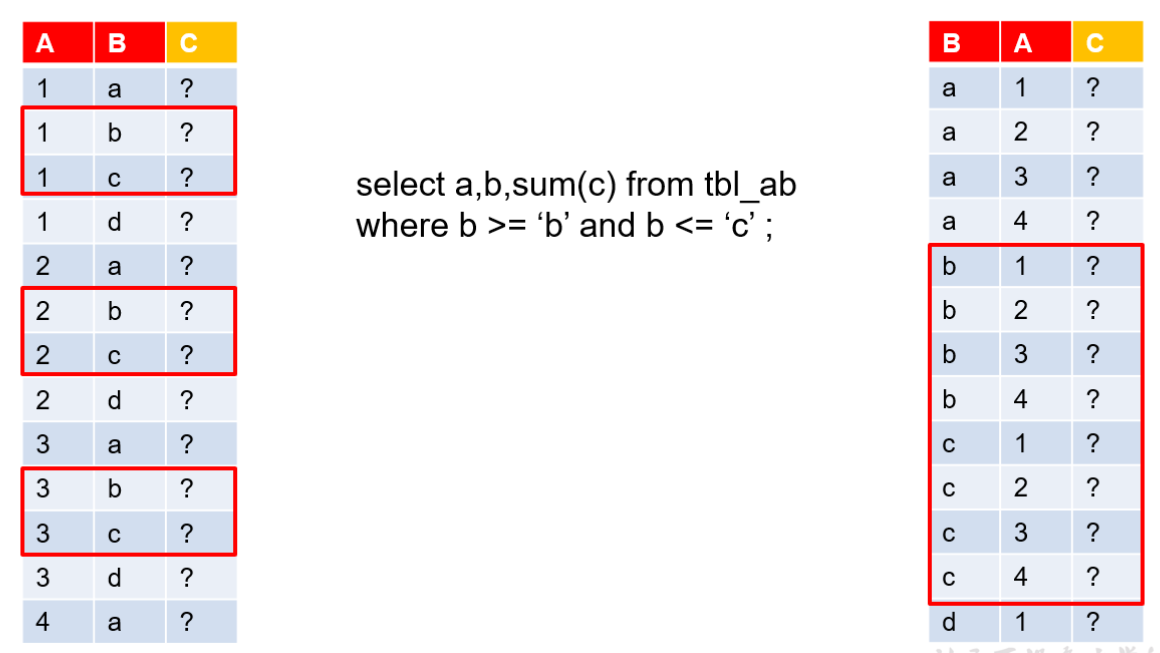 A B C
1 a ?
1 b ?
1 c ?
1 d ?
2 a ?
2 b ?
2 c ?
2 d ?
3 a ?
3 b ?
3 c ?
3 d ?
4 a ?
select a,b,sum(c) from tbl_ab
where b >= ‘b’ and b <= ‘c’ ;
B A C
a 1 ?
a 2 ?
a 3 ?
a 4 ?
b 1 ?
b 2 ?
b 3 ?
b 4 ?
c 1 ?
c 2 ?
c 3 ?
c 4 ?
d 1 ?